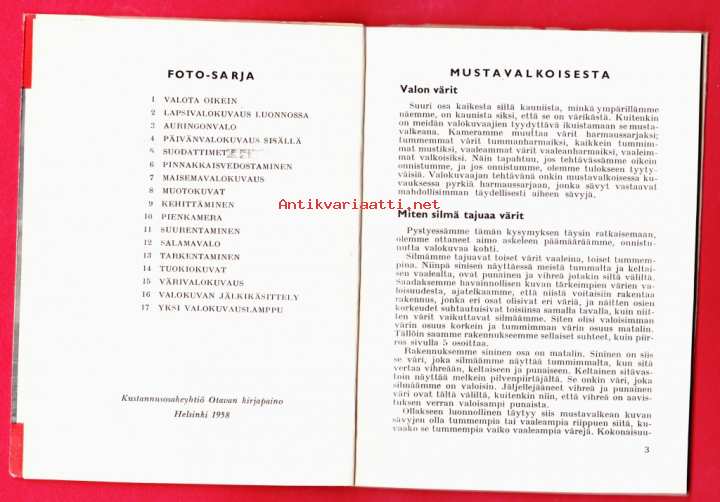 FOTO-SARJA
1 VALOTA OIKEIN
2 LAPSIVALOKUVAUS LUONNOSSA
3 AURINGONVALO
4 PÄIVÄNVALOKUVAUS SISÄLLÄ
5 SUODATTIMET
6 PINNAKKAISVEDOSTAMINEN
7 MAISEMAVALOKUVAUS
8 MUOTOKUVAT
9 KEHITTÄMINEN
10 PIENKAMERA
11 SUURENTAMINEN
12 SALAMAVALO
13 TARKENTAMINEN
14 TUOKIOKUVAT
15 VÄRIVALOKUVAUS
16 VALOKUVAN JÄLKIKÄSITTELY
17 YKSI VALOKUVAUSLAMPPU
Kustannusosakeyhtiö Otavan kirjapaino
Helsinki 1958
Antikvariaatti.net
MUSTAVALKOISESTA
Valon värit
Suuri osa kaikesta siitä kauniista, minkä ympärillämme
näemme, on kaunista siksi, että se on värikästä. Kuitenkin
on meidän valokuvaajien tyydyttävä ikuistamaan se musta-
valkeana. Kameramme muuttaa värit harmaussarjaksi;
tummemmat värit tummanharmaiksi, kaikkein tummim-
mat mustiksi, vaaleammat värit vaaleanharmaiksi, vaaleim-
mat valkoisiksi. Näin tapahtuu, jos tehtävässämme oikein
onnistumme, ja jos onnistumme, olemme tulokseen tyyty-
väisiä. Valokuvaajan tehtävänä onkin mustavalkoisessa ku-
vauksessa pyrkiä harmaussarjaan, jonka sävyt vastaavat
mahdollisimman täydellisesti aiheen sävyjä.
Miten silmä tajuaa värit
Pystyessämme tämän kysymyksen täysin ratkaisemaan,
olemme ottaneet aimo askeleen päämääräämme, onnistu-
nutta valokuvaa kohti.
Silmämme tajuavat toiset värit vaaleina, toiset tummem-
pina. Niinpä sinisen näyttäessä meistä tummalta ja keltai-
sen vaalealta, ovat punainen ja vihreä jotakin siltä väliltä.
Saadaksemme havainnollisen kuvan tärkeimpien värien va-
loisuudesta, ajatelkaamme, että niistä voitaisiin rakentaa
rakennus, jonka eri osat olisivat eri väriä, ja näitten osien
korkeudet suhtautuisivat toisiinsa samalla tavalla, kuin niit-
ten värit vaikuttavat silmäämme. Siten olisi valoisimman
värin osuus korkein ja tummimman värin osuus matalin.
Tällöin saamme rakennukseemme sellaiset suhteet, kuin piir-
ros sivulla 5 osoittaa.
Rakennuksemme sininen osa on matalin. Sininen on siis
se väri, joka silmäämme näyttää tummimmalta, kun sitä
vertaa vihreään, keltaiseen ja punaiseen. Keltainen sitävas-
toin näyttää melkein pilvenpiirtäjältä. Se onkin väri, joka
silmäämme on valoisin. Jäljellejääneet vihreä ja punainen
väri ovat tältä väliltä, kuitenkin niin, että vihreä on aavis-
tuksen verran valoisampi punaista.
Ollakseen luonnollinen täytyy siis mustavalkean kuvan
sävyjen olla tummempia tai vaaleampia riippuen siitä, ku-
vaako se tummempia vaiko vaaleampia värejä. Kokonaisuu-
3